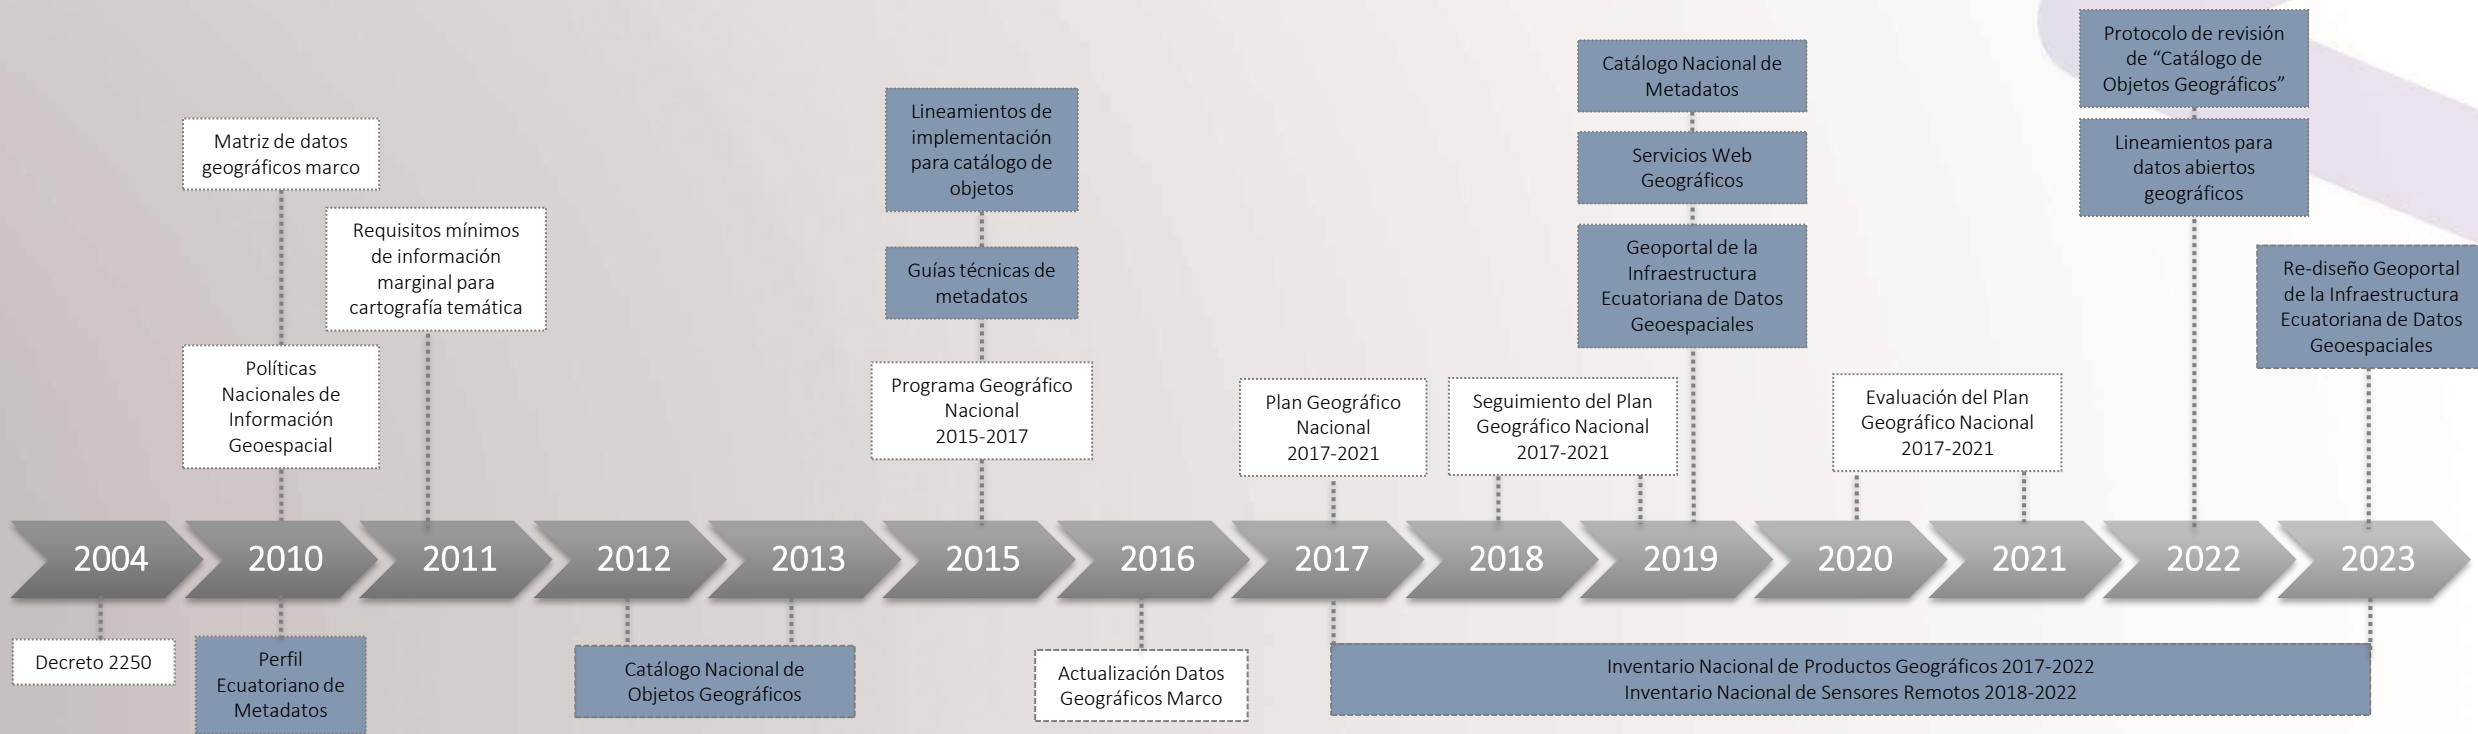 Matriz de datos
geográficos marco
Políticas
Nacionales de
Información
Geoespacial
Requisitos mínimos
de información
marginal para
cartografía temática
Lineamientos de
implementación
para catálogo de
objetos
Guías técnicas de
metadatos
Programa Geográfico
Nacional
2015-2017
Plan Geográfico
Nacional
2017-2021
Seguimiento del Plan
Geográfico Nacional
2017-2021
Catálogo Nacional de
Metadatos
Servicios Web
Geográficos
Geoportal de la
Infraestructura
Ecuatoriana de Datos
Geoespaciales
Evaluación del Plan
Geográfico Nacional
2017-2021
Protocolo de revisión
de “Catálogo de
Objetos Geográficos”
Lineamientos para
datos abiertos
geográficos
Re-diseño Geoportal
de la Infraestructura
Ecuatoriana de Datos
Geoespaciales
2004
2010
2011
2012
2013
2015
2016
2017
2018
2019
2020
2021
2022
2023
Decreto 2250
Perfil
Ecuatoriano de
Metadatos
Catálogo Nacional de
Objetos Geográficos
Actualización Datos
Geográficos Marco
Inventario Nacional de Productos Geográficos 2017-2022
Inventario Nacional de Sensores Remotos 2018-2022